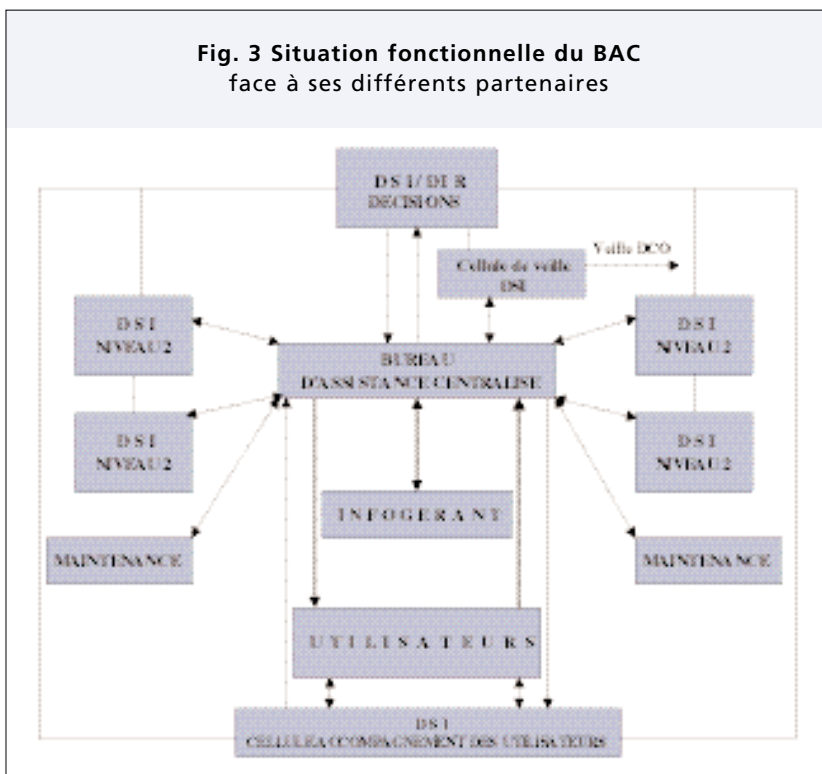 Fig. 3 Situation fonctionnelle du BAC
face à ses différents partenaires
DSI/DIR
DECISIONS
Veille DCO
Cellule de veille
DSI
DSI
NIVEAU 2
DSI
NIVEAU 2
BUREAU
D'ASSISTANCE CENTRALISE
DSI
NIVEAU 2
DSI
NIVEAU 2
INFOGERANT
MAINTENANCE
MAINTENANCE
UTILISATEURS
DSI
CELLULE ACCOMPAGNEMENT DES UTILISATEURS